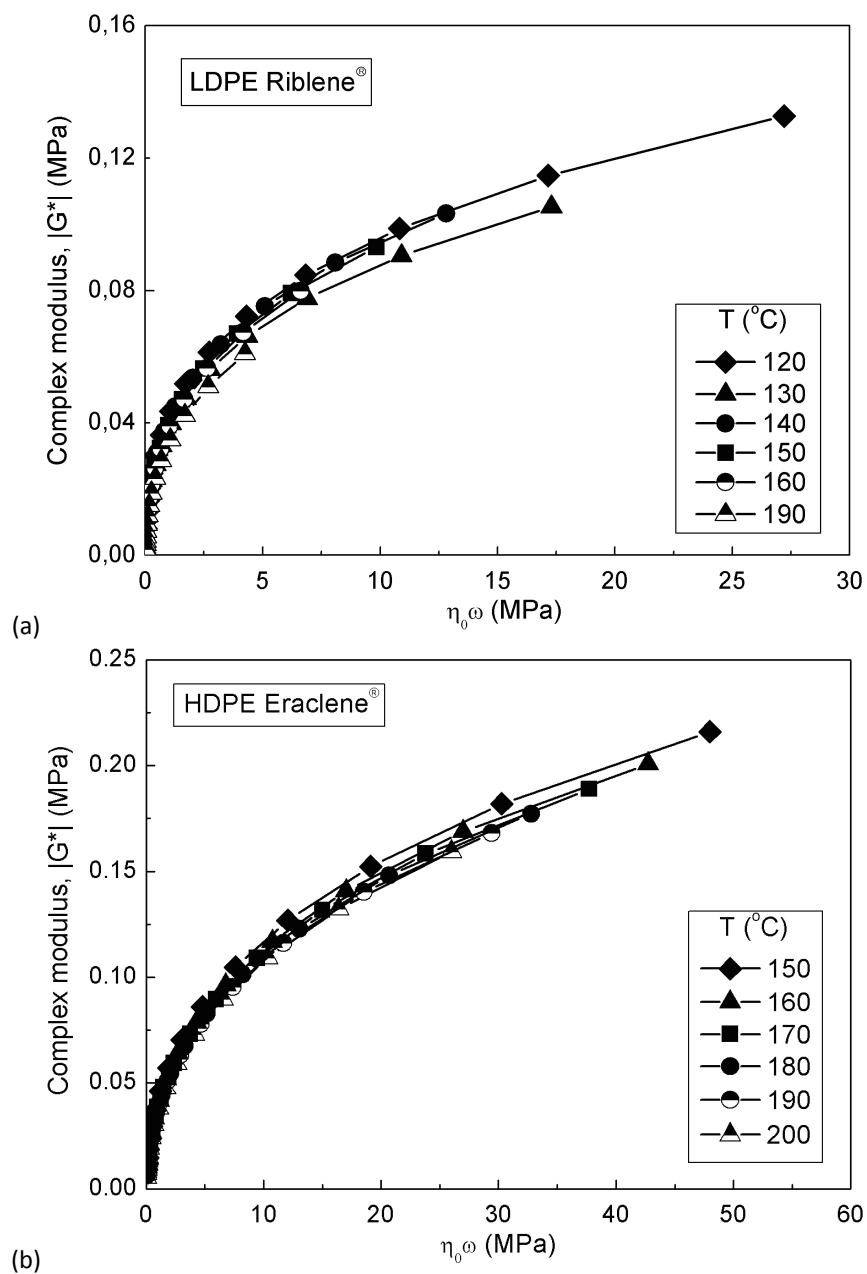 0,16
LDPE Riblene®
0,12
Complex modulus, |G*| (MPa)
0,08
0,04
0,00
T (°C)
120
130
140
150
160
190
0 5 10 15 20 25 30
η₀ω (MPa)
(a)
0.25
HDPE Eraclene®
0.20
Complex modulus, |G*| (MPa)
0.15
0.10
0.05
0.00
T (°C)
150
160
170
180
190
200
0 10 20 30 40 50 60
η₀ω (MPa)
(b)